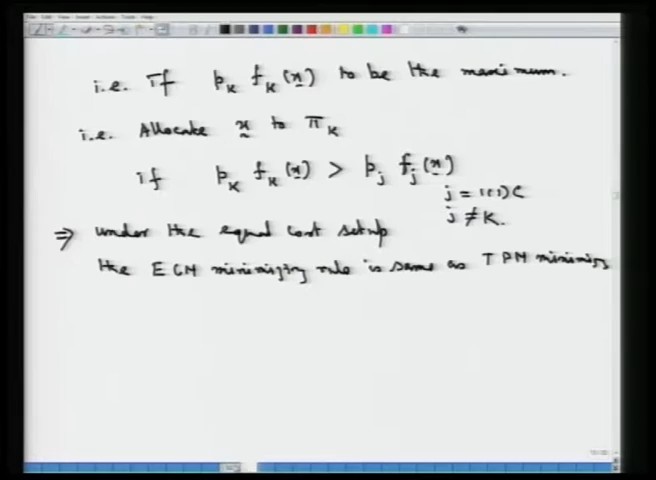 i.e. if p_k f_k(x) to be the maximum.
i.e. Allocate x to π_k
if p_k f_k(x) > p_j f_j(x)
j = 1(1)C
j ≠ k.
⇒ under the equal cost setup
the ECM minimizing rule is same as TPM minimizing